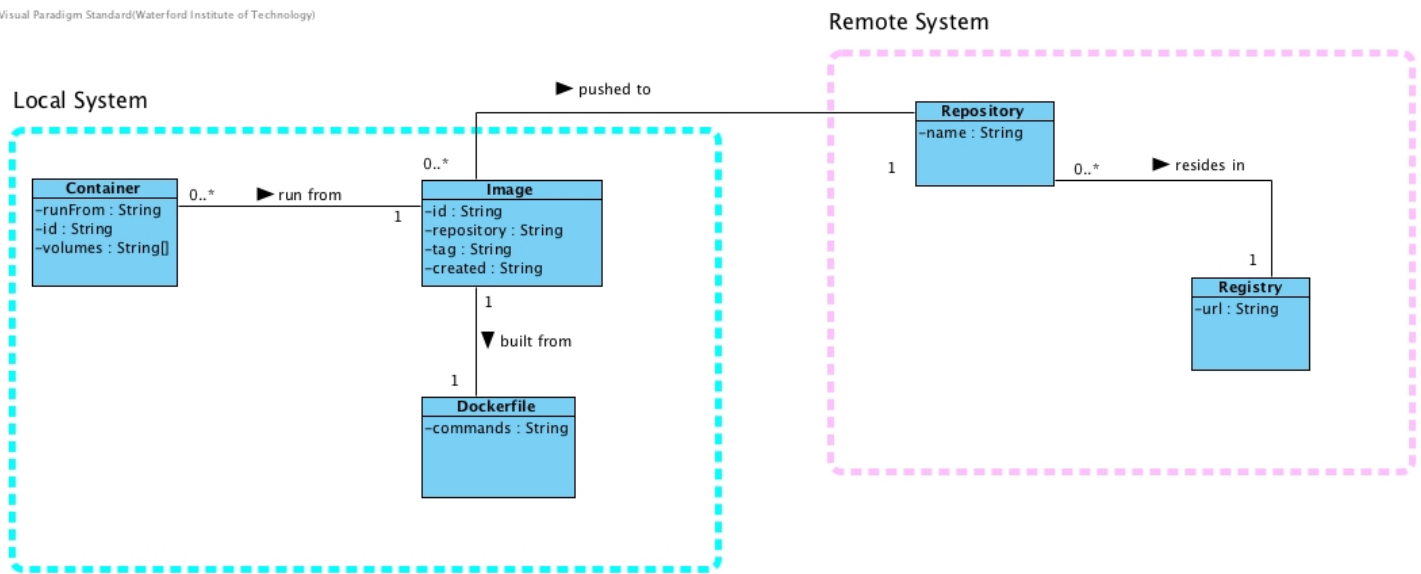 Visual Paradigm Standard(Waterford Institute of Technology)
Remote System
Local System
pushed to
Repository
-name : String
0..*
1
0..*
resides in
Container
-runFrom : String
-id : String
-volumes : String[]
0..*
run from
1
Image
-id : String
-repository : String
-tag : String
-created : String
1
Registry
-url : String
1
built from
1
Dockerfile
-commands : String